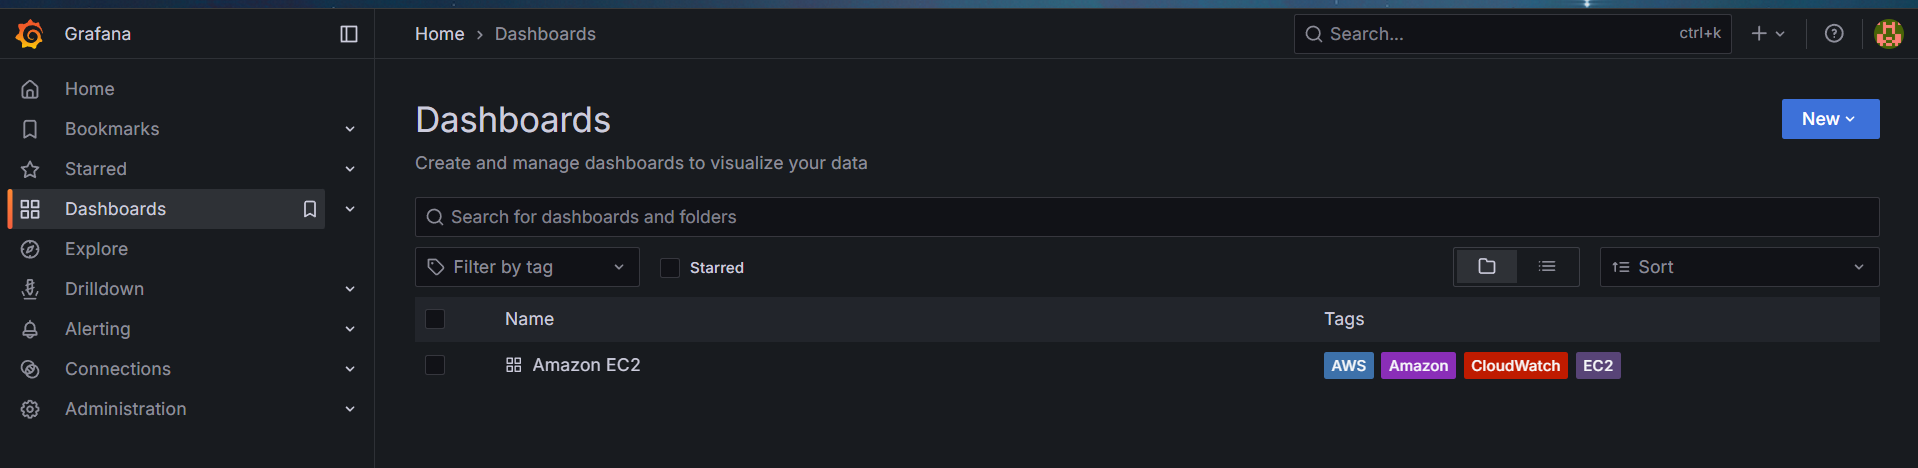 Grafana
Home › Dashboards
Search...
ctrl+k
Home
Bookmarks
Starred
Dashboards
Explore
Drilldown
Alerting
Connections
Administration
Dashboards
New
Create and manage dashboards to visualize your data
Search for dashboards and folders
Filter by tag
Starred
Sort
Name Tags
Amazon EC2 AWS Amazon CloudWatch EC2